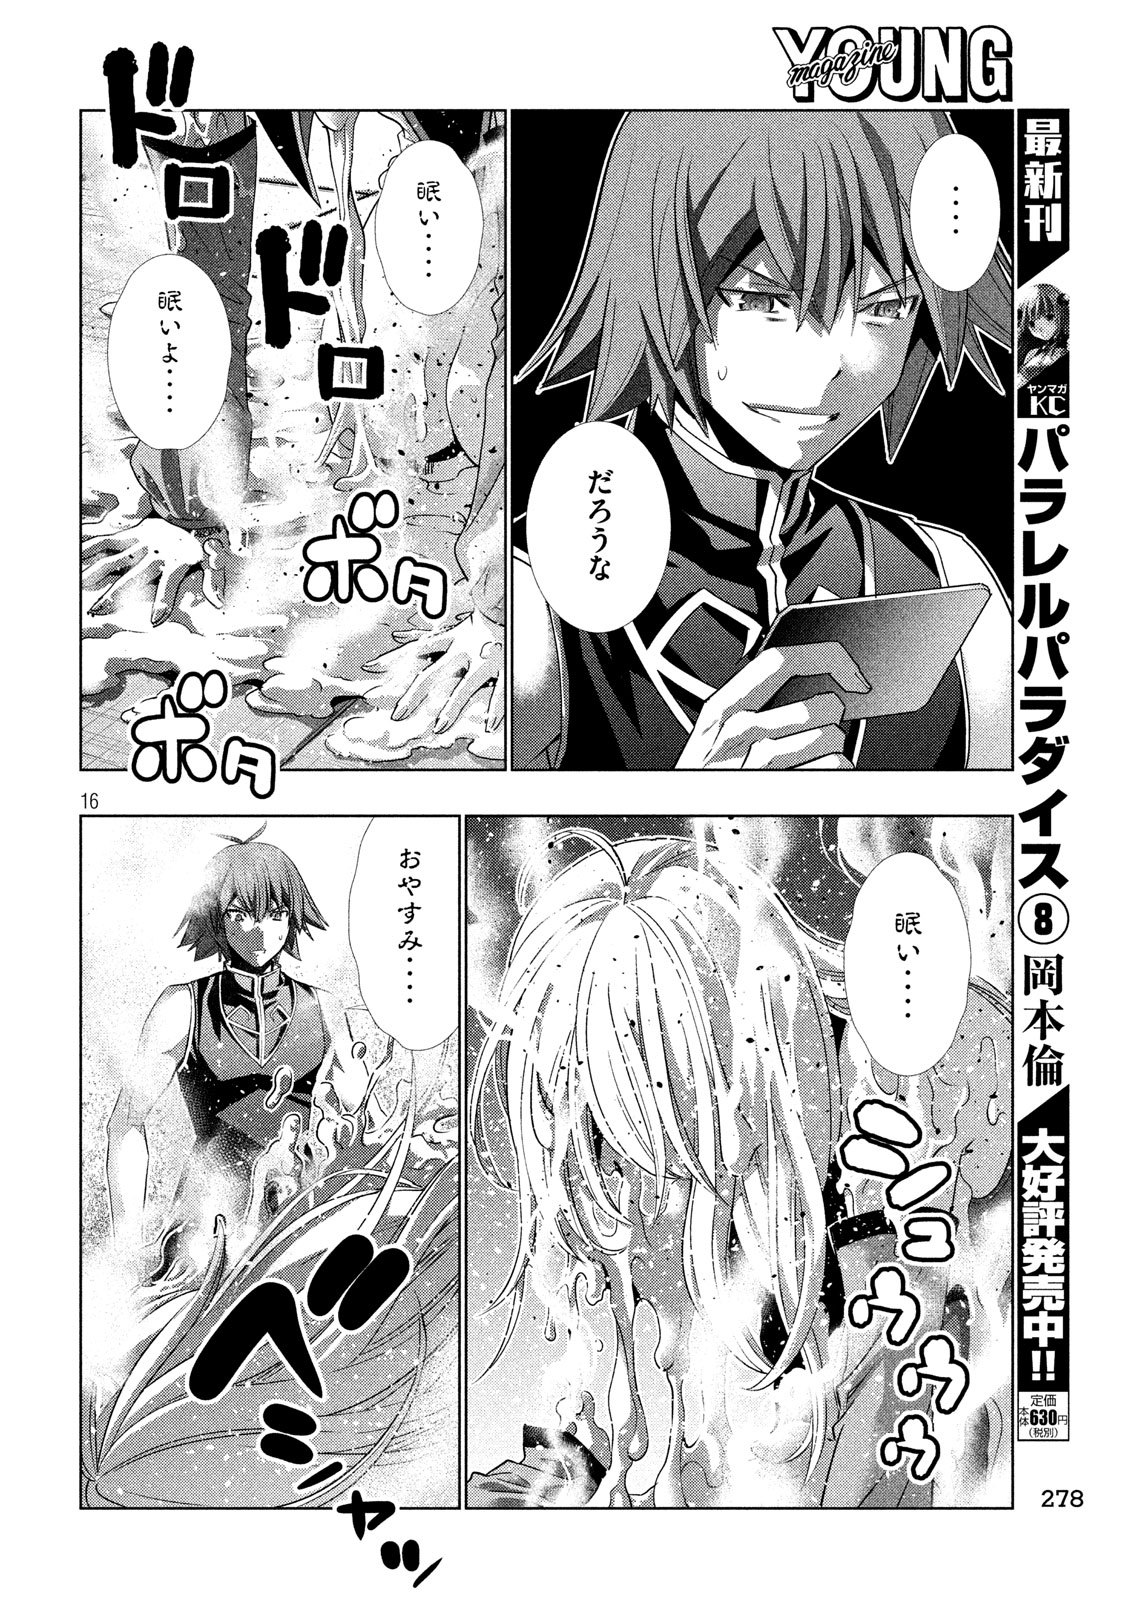 YOUNG
magazine
最新刊
ヤンマガ
KC
パラレルパラダイス⑧
岡本倫
大好評発売中!!
定価
本体630円
(税別)
・・・
だろうな
眠い・・・・
眠いよ・・・・
ドロ
ドロ
ボタ
ボタ
16
眠い・・・
シュウウウウ
おやすみ・・・・
ベシャッ
278